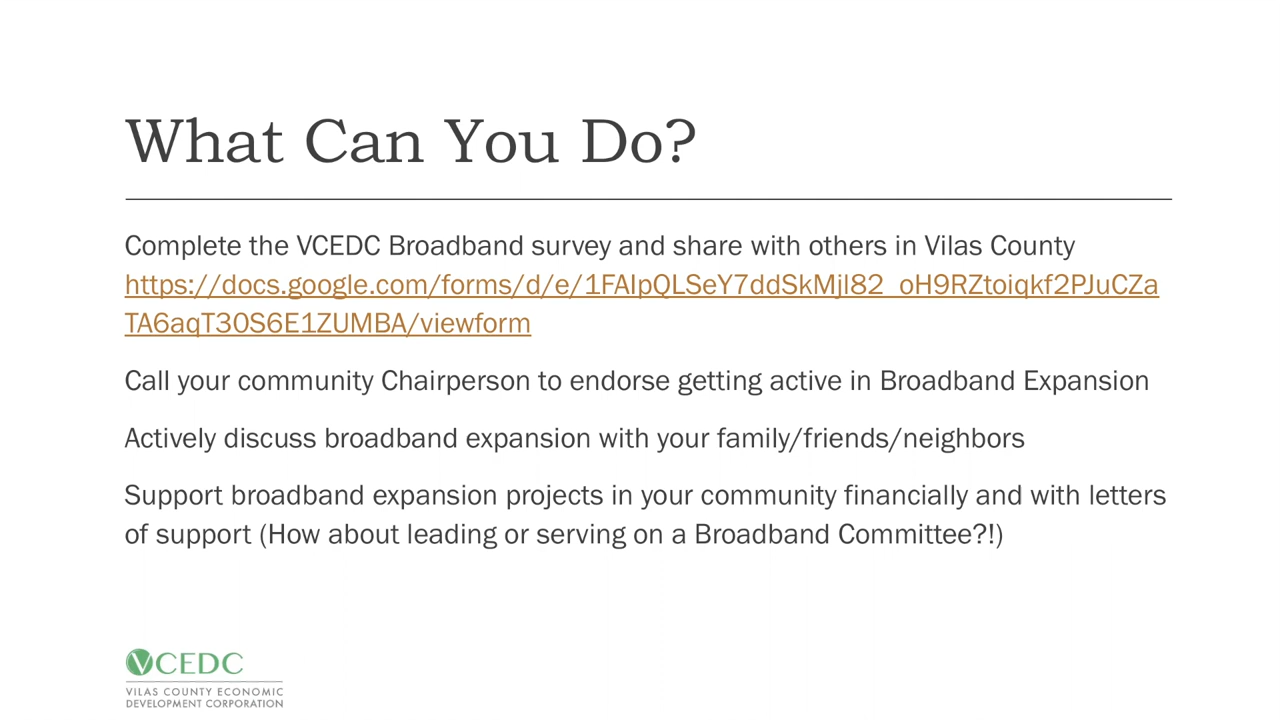 What Can You Do?
Complete the VCEDC Broadband survey and share with others in Vilas County
https://docs.google.com/forms/d/e/1FAIpQLSeY7ddSkMjl82_oH9RZtoiqkf2PJuCZa
TA6aqT3OS6E1ZUMBA/viewform
Call your community Chairperson to endorse getting active in Broadband Expansion
Actively discuss broadband expansion with your family/friends/neighbors
Support broadband expansion projects in your community financially and with letters
of support (How about leading or serving on a Broadband Committee?!)
VCEDC
VILAS COUNTY ECONOMIC
DEVELOPMENT CORPORATION